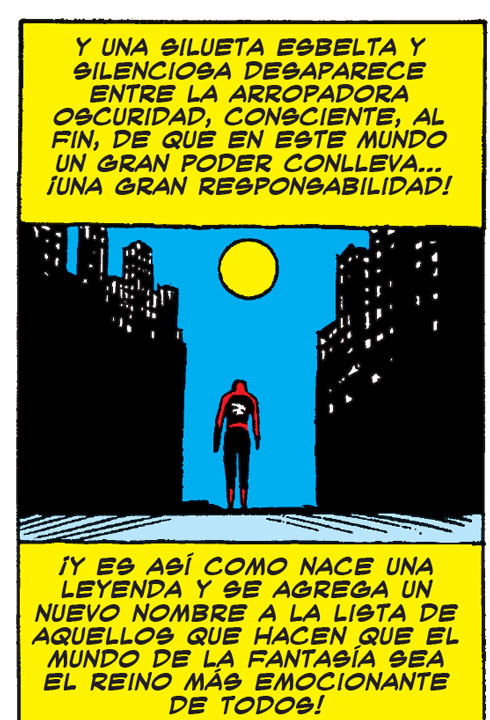 Y UNA SILUETA ESBELTA Y
SILENCIOSA DESAPARECE
ENTRE LA ARROPADORA
OSCURIDAD, CONSCIENTE, AL
FIN, DE QUE EN ESTE MUNDO
UN GRAN PODER CONLLEVA...
¡UNA GRAN RESPONSABILIDAD!
¡Y ES ASÍ COMO NACE UNA
LEYENDA Y SE AGREGA UN
NUEVO NOMBRE A LA LISTA DE
AQUELLOS QUE HACEN QUE EL
MUNDO DE LA FANTASÍA SEA
EL REINO MÁS EMOCIONANTE
DE TODOS!